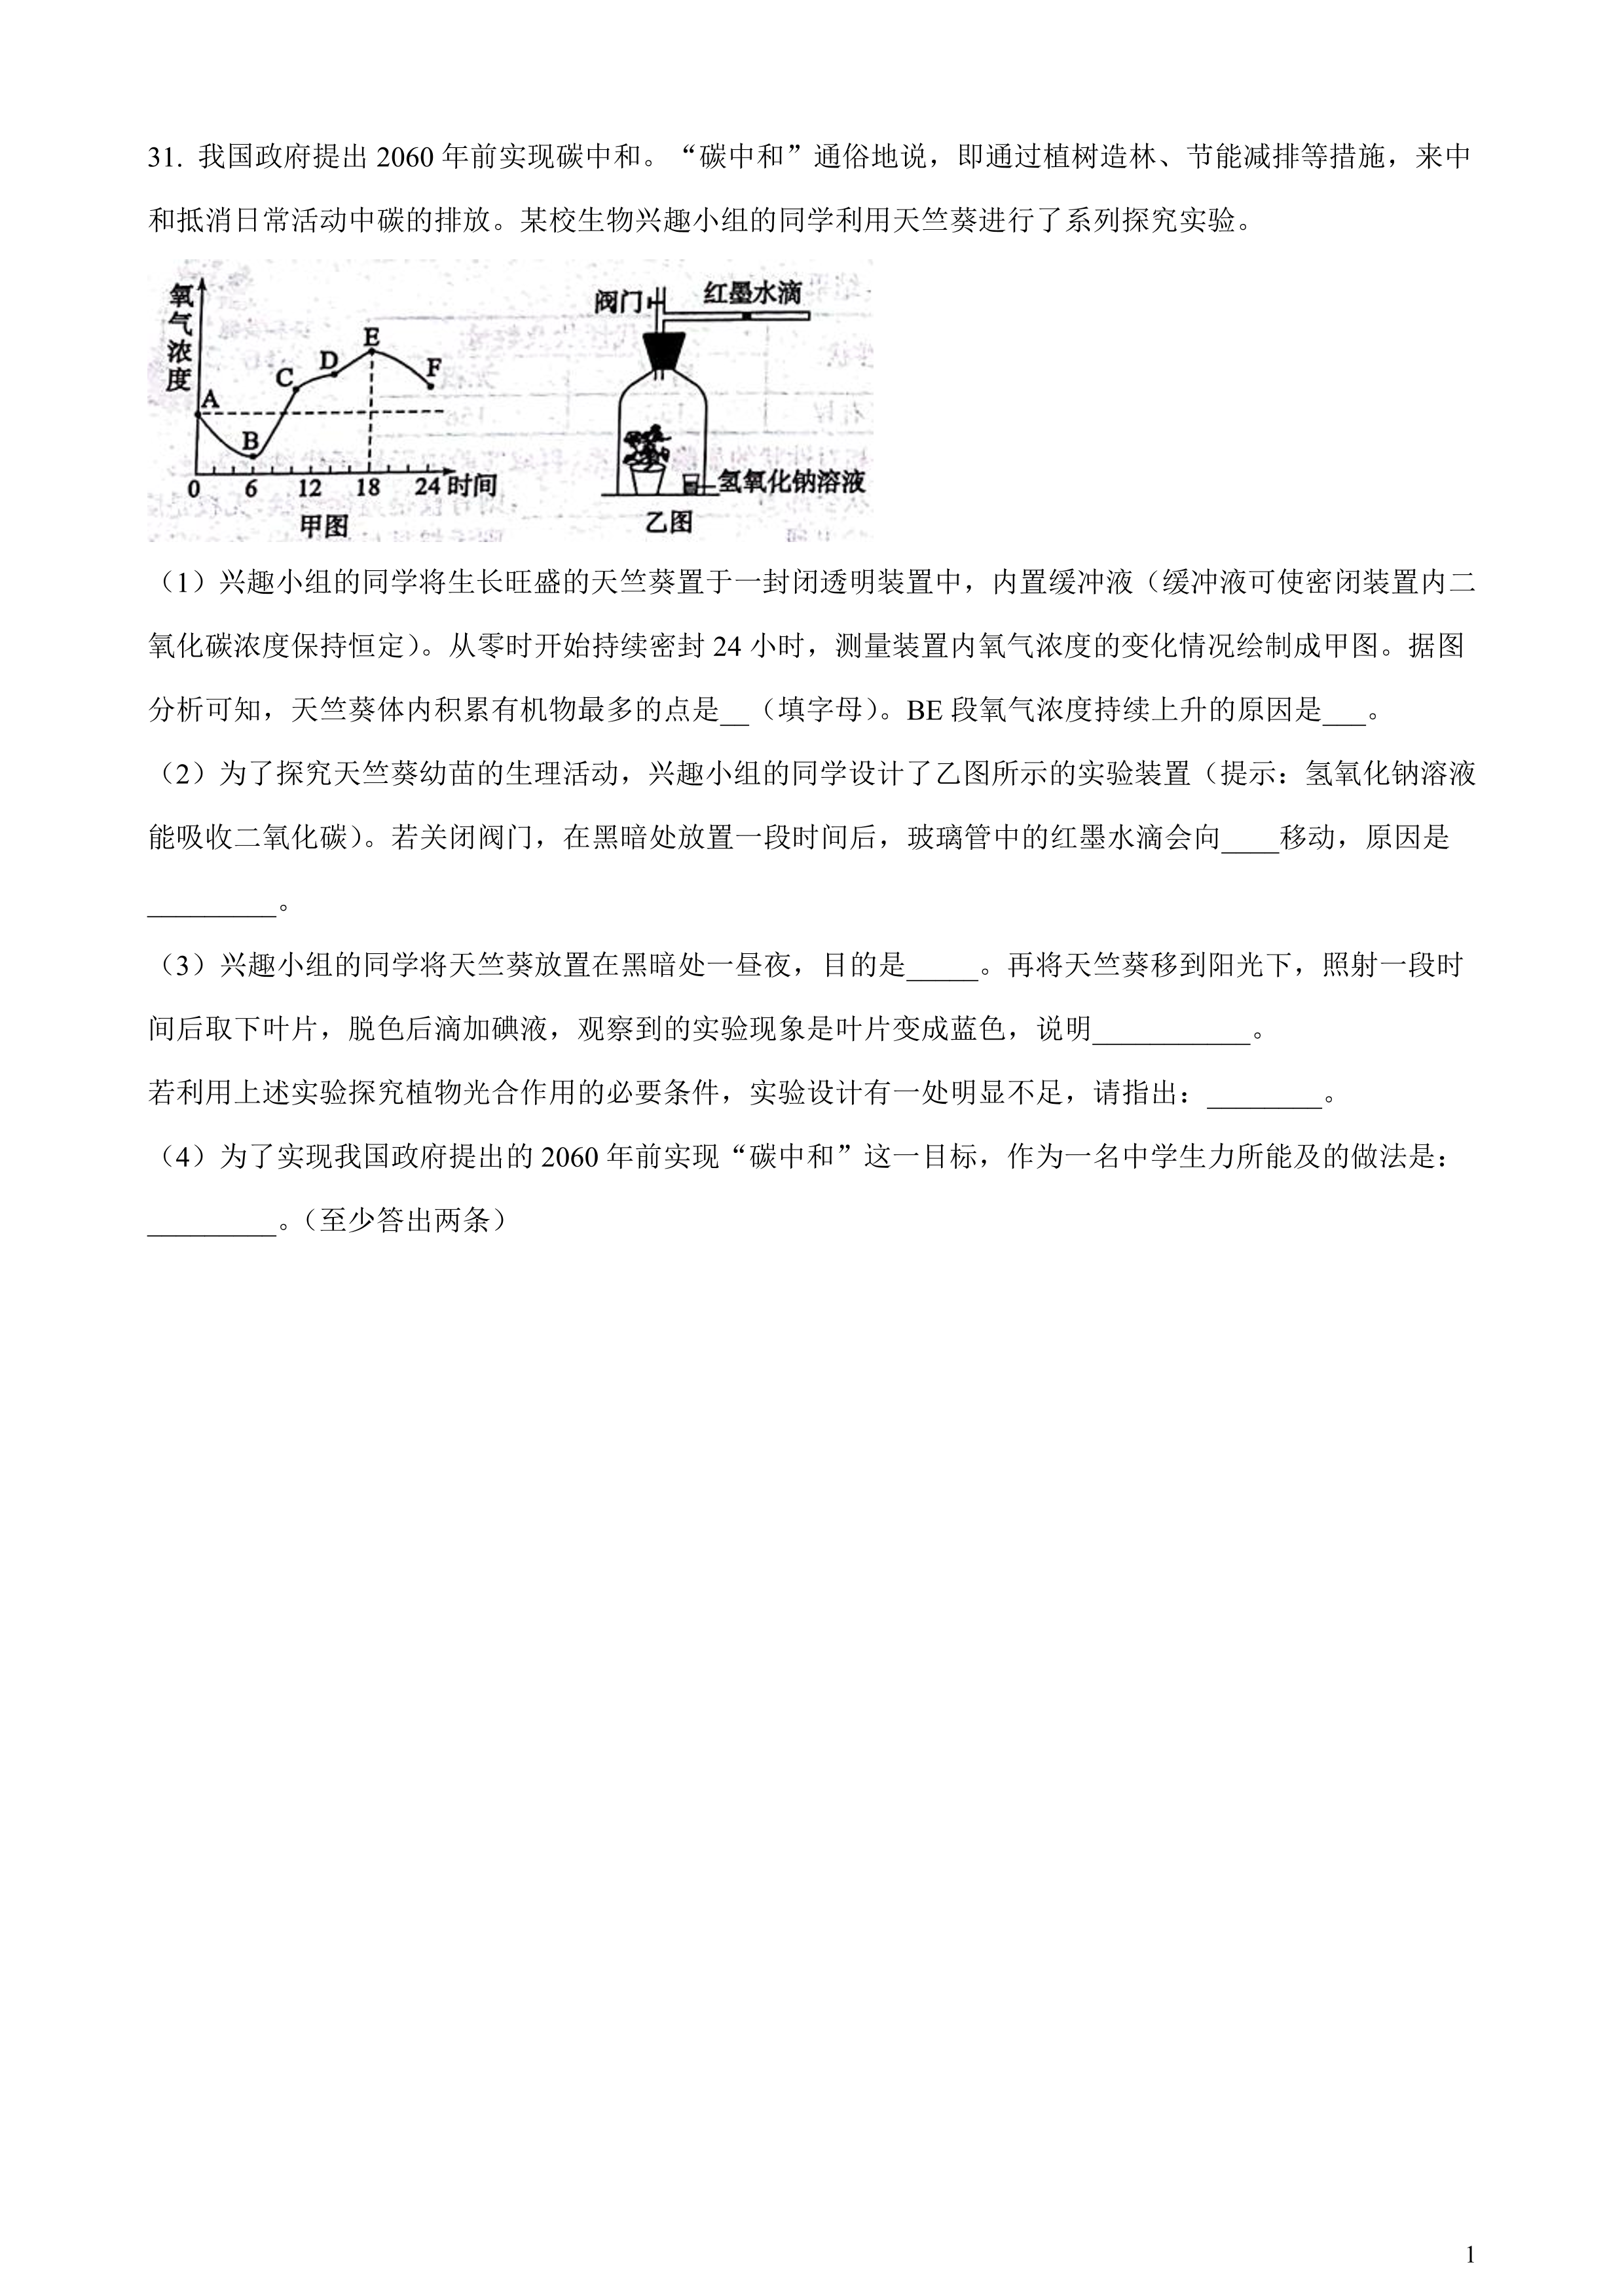 31. 我国政府提出 2060 年前实现碳中和。“碳中和”通俗地说，即通过植树造林、节能减排等措施，来中
和抵消日常活动中碳的排放。某校生物兴趣小组的同学利用天竺葵进行了系列探究实验。
氧气浓度
A
B
C
D
E
F
0 6 12 18 24 时间
甲图
阀门
红墨水滴
氢氧化钠溶液
乙图
（1）兴趣小组的同学将生长旺盛的天竺葵置于一封闭透明装置中，内置缓冲液（缓冲液可使密闭装置内二
氧化碳浓度保持恒定）。从零时开始持续密封 24 小时，测量装置内氧气浓度的变化情况绘制成甲图。据图
分析可知，天竺葵体内积累有机物最多的点是__（填字母）。BE 段氧气浓度持续上升的原因是___。
（2）为了探究天竺葵幼苗的生理活动，兴趣小组的同学设计了乙图所示的实验装置（提示：氢氧化钠溶液
能吸收二氧化碳）。若关闭阀门，在黑暗处放置一段时间后，玻璃管中的红墨水滴会向____移动，原因是
_________。
（3）兴趣小组的同学将天竺葵放置在黑暗处一昼夜，目的是_____。再将天竺葵移到阳光下，照射一段时
间后取下叶片，脱色后滴加碘液，观察到的实验现象是叶片变成蓝色，说明___________。
若利用上述实验探究植物光合作用的必要条件，实验设计有一处明显不足，请指出：________。
（4）为了实现我国政府提出的 2060 年前实现“碳中和”这一目标，作为一名中学生力所能及的做法是：
_________。（至少答出两条）
1